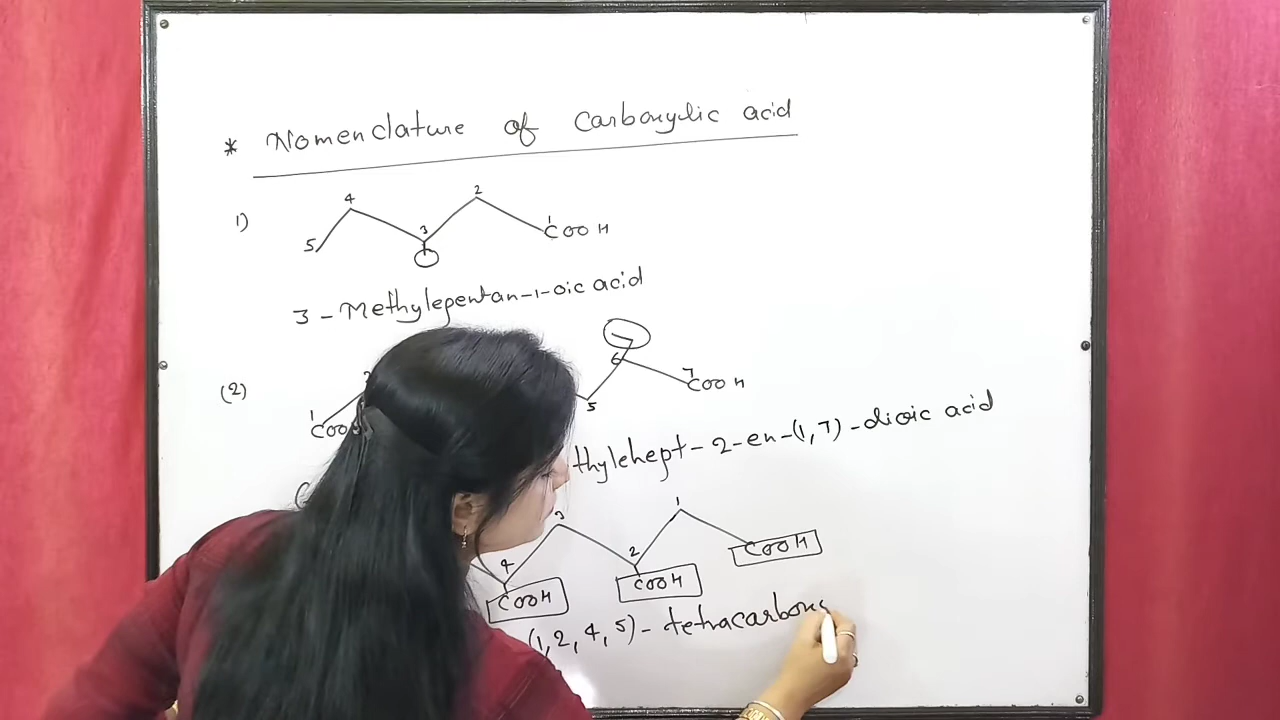 * Nomenclature of Carboxylic acid
1)
5 4 3 2 1
COOH
3-Methylepentan-1-oic acid
(2)
1 COO
5 6 7
COOH
thylehept-2-en-(1,7)-dioic acid
4 3 2 1
COOH COOH COOH
(1,2,4,5)-tetracarbox